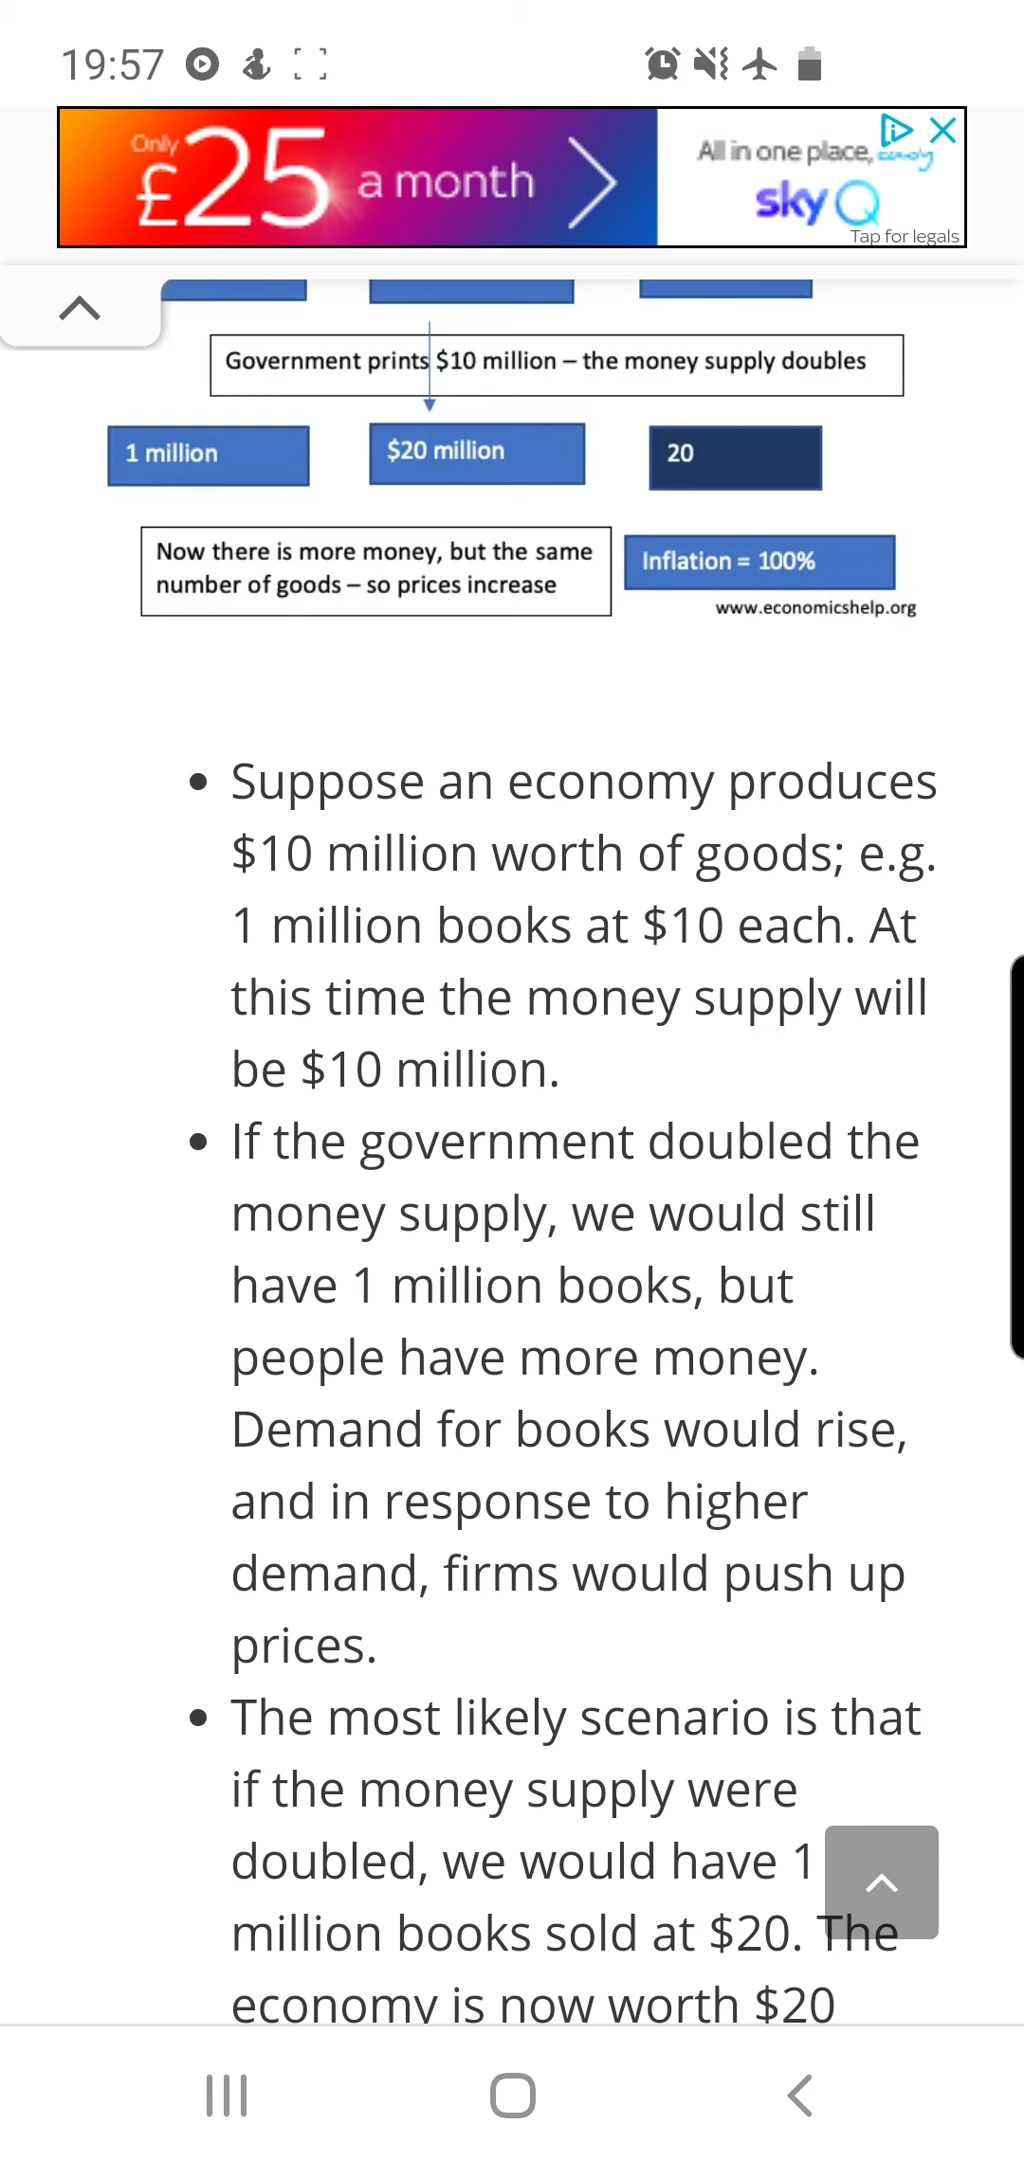 19:57
Only
£25 a month
All in one place,
sky Q
Tap for legals
Government prints $10 million – the money supply doubles
1 million
$20 million
20
Now there is more money, but the same
number of goods – so prices increase
Inflation = 100%
www.economicshelp.org
• Suppose an economy produces
$10 million worth of goods; e.g.
1 million books at $10 each. At
this time the money supply will
be $10 million.
• If the government doubled the
money supply, we would still
have 1 million books, but
people have more money.
Demand for books would rise,
and in response to higher
demand, firms would push up
prices.
• The most likely scenario is that
if the money supply were
doubled, we would have 1
million books sold at $20. The
economy is now worth $20